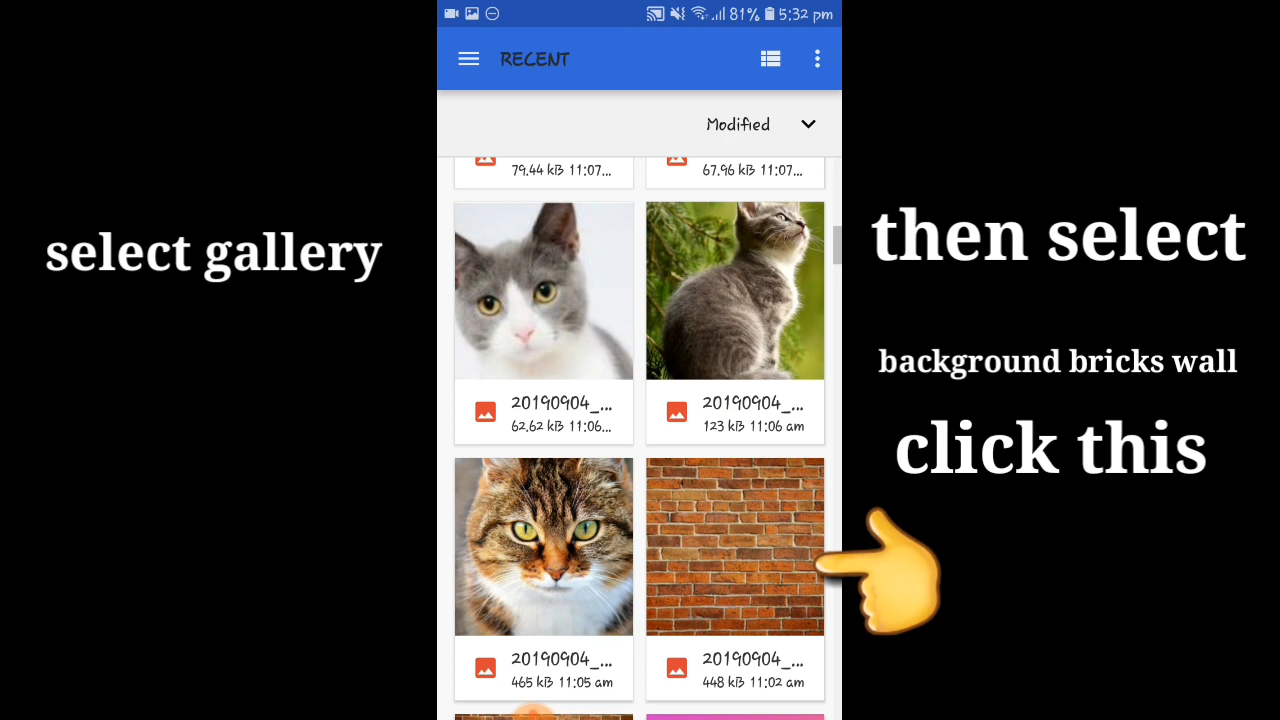 81% 5:32 pm
RECENT
Modified
79.44 kB 11:07...
67.96 kB 11:07...
select gallery
then select
background bricks wall
click this
20190904_...
62.62 kB 11:06...
20190904_...
123 kB 11:06 am
20190904_...
465 kB 11:05 am
20190904_...
448 kB 11:02 am